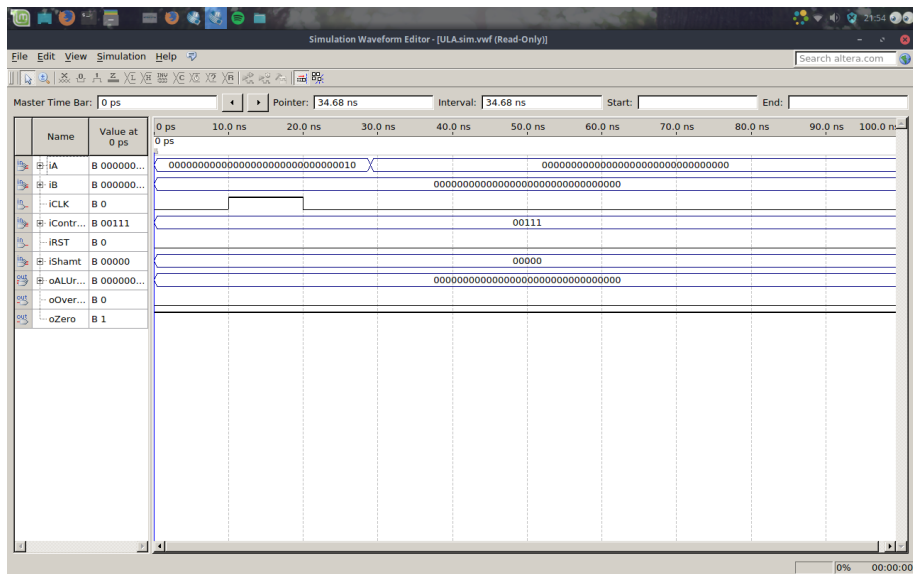 21:54
Simulation Waveform Editor - [ULA.sim.vwf (Read-Only)]
File Edit View Simulation Help
Search altera.com
Master Time Bar: 0 ps Pointer: 34.68 ns Interval: 34.68 ns Start: End:
Name Value at 0 ps 0 ps 10.0 ns 20.0 ns 30.0 ns 40.0 ns 50.0 ns 60.0 ns 70.0 ns 80.0 ns 90.0 ns 100.0 ns
0 ps
iA B 000000... 00000000000000000000000000000010 00000000000000000000000000000000
iB B 000000... 00000000000000000000000000000000
iCLK B 0
iContr... B 00111 00111
iRST B 0
iShamt B 00000 00000
oALUr... B 000000... 00000000000000000000000000000000
oOver... B 0
oZero B 1
0% 00:00:00